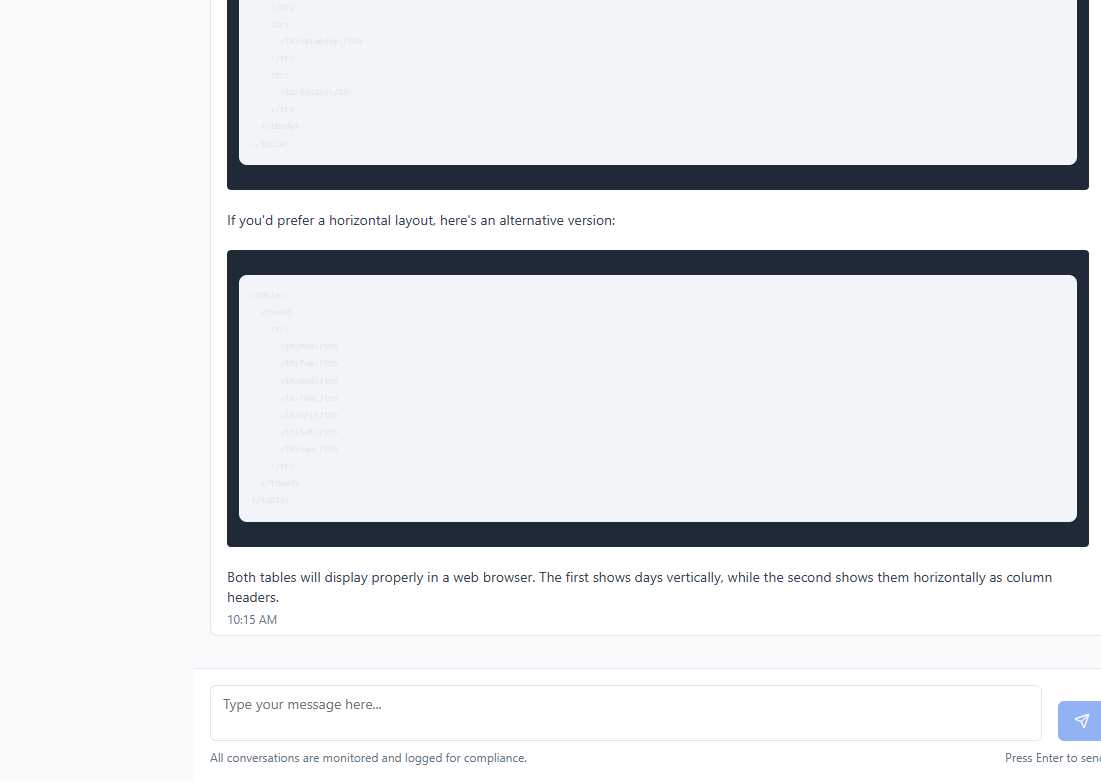 </tr>
<tr>
<td>Saturday</td>
</tr>
<tr>
<td>Sunday</td>
</tr>
</tbody>
</table>
If you'd prefer a horizontal layout, here's an alternative version:
<table>
<thead>
<tr>
<th>Mon</th>
<th>Tue</th>
<th>Wed</th>
<th>Thu</th>
<th>Fri</th>
<th>Sat</th>
<th>Sun</th>
</tr>
</thead>
</table>
Both tables will display properly in a web browser. The first shows days vertically, while the second shows them horizontally as column
headers.
10:15 AM
Type your message here...
All conversations are monitored and logged for compliance.
Press Enter to send